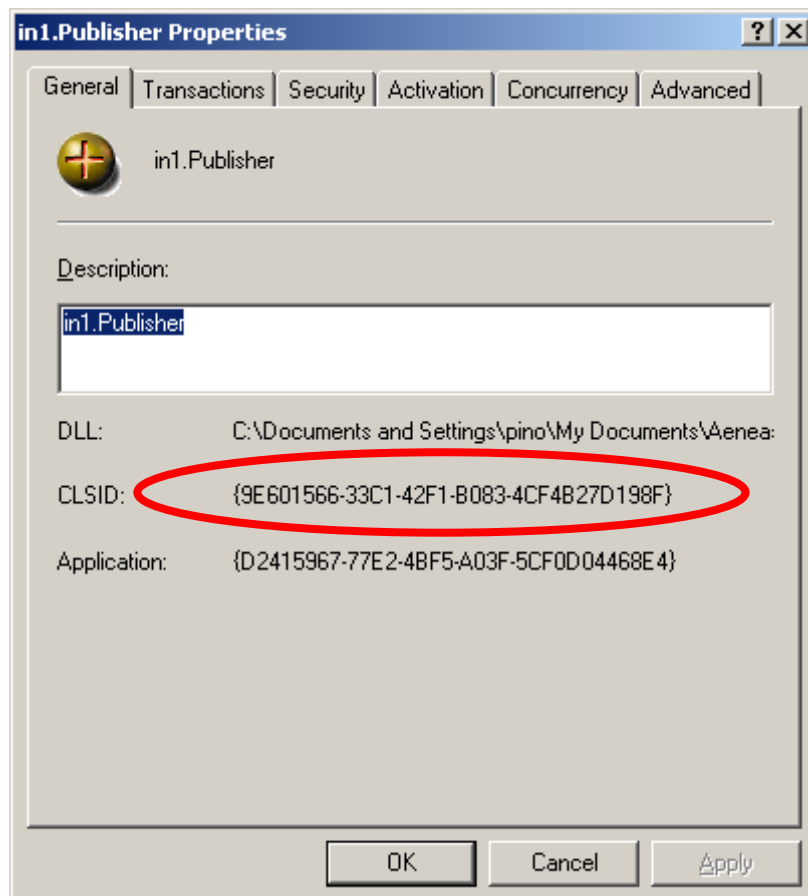 in1.Publisher Properties
General Transactions Security Activation Concurrency Advanced
in1.Publisher
Description:
in1.Publisher
DLL: C:\Documents and Settings\pino\My Documents\Aenea
CLSID: {9E601566-33C1-42F1-B083-4CF4B27D198F}
Application: {D2415967-77E2-4BF5-A03F-5CF0D04468E4}
OK Cancel Apply